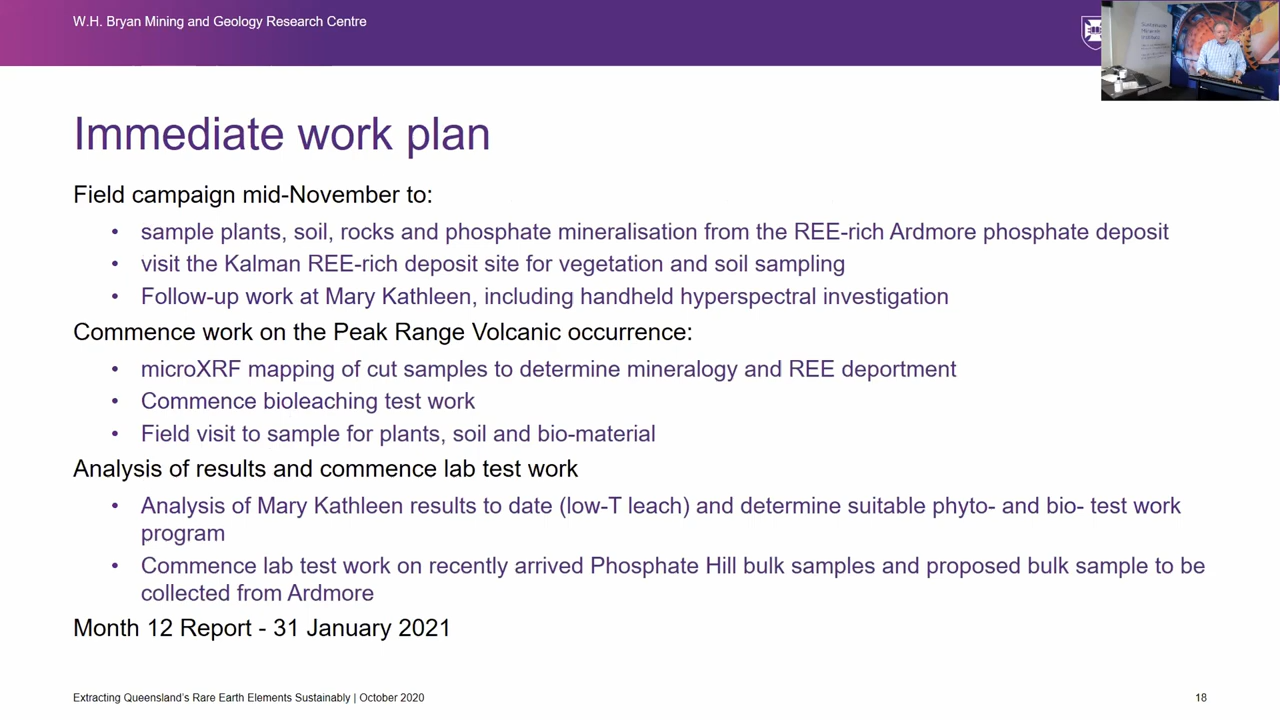 W.H. Bryan Mining and Geology Research Centre
Immediate work plan
Field campaign mid-November to:
• sample plants, soil, rocks and phosphate mineralisation from the REE-rich Ardmore phosphate deposit
• visit the Kalman REE-rich deposit site for vegetation and soil sampling
• Follow-up work at Mary Kathleen, including handheld hyperspectral investigation
Commence work on the Peak Range Volcanic occurrence:
• microXRF mapping of cut samples to determine mineralogy and REE deportment
• Commence bioleaching test work
• Field visit to sample for plants, soil and bio-material
Analysis of results and commence lab test work
• Analysis of Mary Kathleen results to date (low-T leach) and determine suitable phyto- and bio- test work
program
• Commence lab test work on recently arrived Phosphate Hill bulk samples and proposed bulk sample to be
collected from Ardmore
Month 12 Report - 31 January 2021
Extracting Queensland's Rare Earth Elements Sustainably | October 2020
18